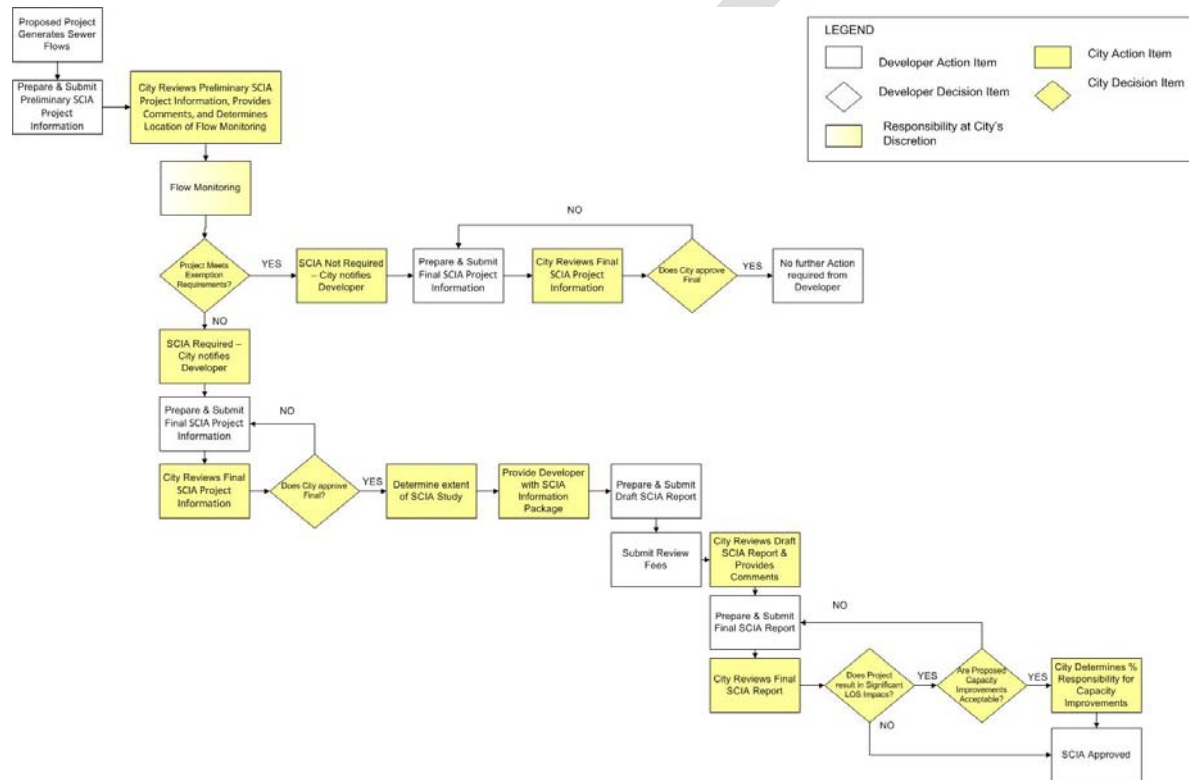 Proposed Project
Generates Sewer
Flows
Prepare & Submit
Preliminary SCIA
Project
Information
City Reviews Preliminary SCIA
Project Information, Provides
Comments, and Determines
Location of Flow Monitoring
LEGEND
Developer Action Item
City Action Item
Developer Decision Item
City Decision Item
Responsibility at City's
Discretion
Flow Monitoring
Project Meets
Exemption
Requirements?
YES
SCIA Not Required
– City notifies
Developer
Prepare & Submit
Final SCIA Project
Information
City Reviews Final
SCIA Project
Information
Does City approve
Final
NO
YES
No further Action
required from
Developer
NO
SCIA Required –
City notifies
Developer
Prepare & Submit
Final SCIA Project
Information
NO
City Reviews Final
SCIA Project
Information
Does City approve
Final?
YES
Determine extent
of SCIA Study
Provide Developer
with SCIA
Information
Package
Prepare & Submit
Draft SCIA Report
Submit Review
Fees
City Reviews Draft
SCIA Report &
Provides
Comments
Prepare & Submit
Final SCIA Report
NO
City Reviews Final
SCIA Report
Does Project
result in Significant
LOS Impacs?
YES
Are Proposed
Capacity
Improvements
Acceptable?
YES
City Determines %
Responsibility for
Capacity
Improvements
NO
SCIA Approved